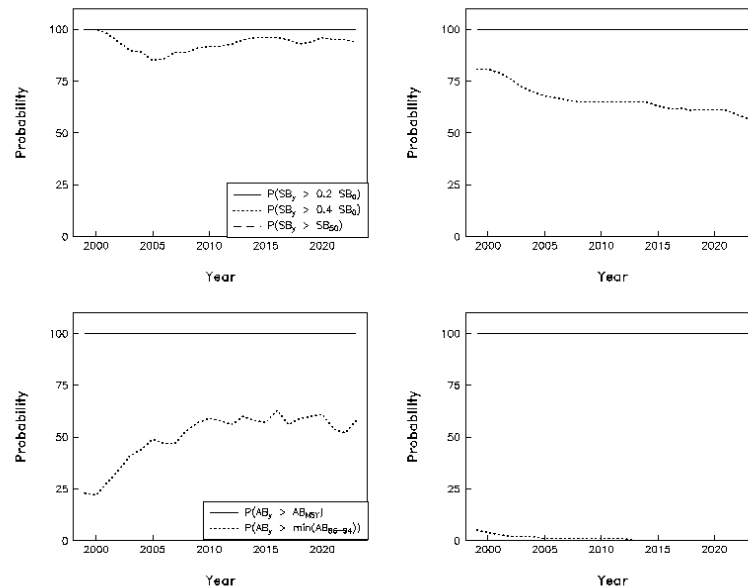 100
75
50
25
0
Probability
2000 2005 2010 2015 2020
Year
P(SBy > 0.2 SB0)
P(SBy > 0.4 SB0)
P(SBy > SB50)
100
75
50
25
0
Probability
2000 2005 2010 2015 2020
Year
100
75
50
25
0
Probability
2000 2005 2010 2015 2020
Year
P(ABy > ABMSY)
P(ABy > min(AB86-94))
100
75
50
25
0
Probability
2000 2005 2010 2015 2020
Year